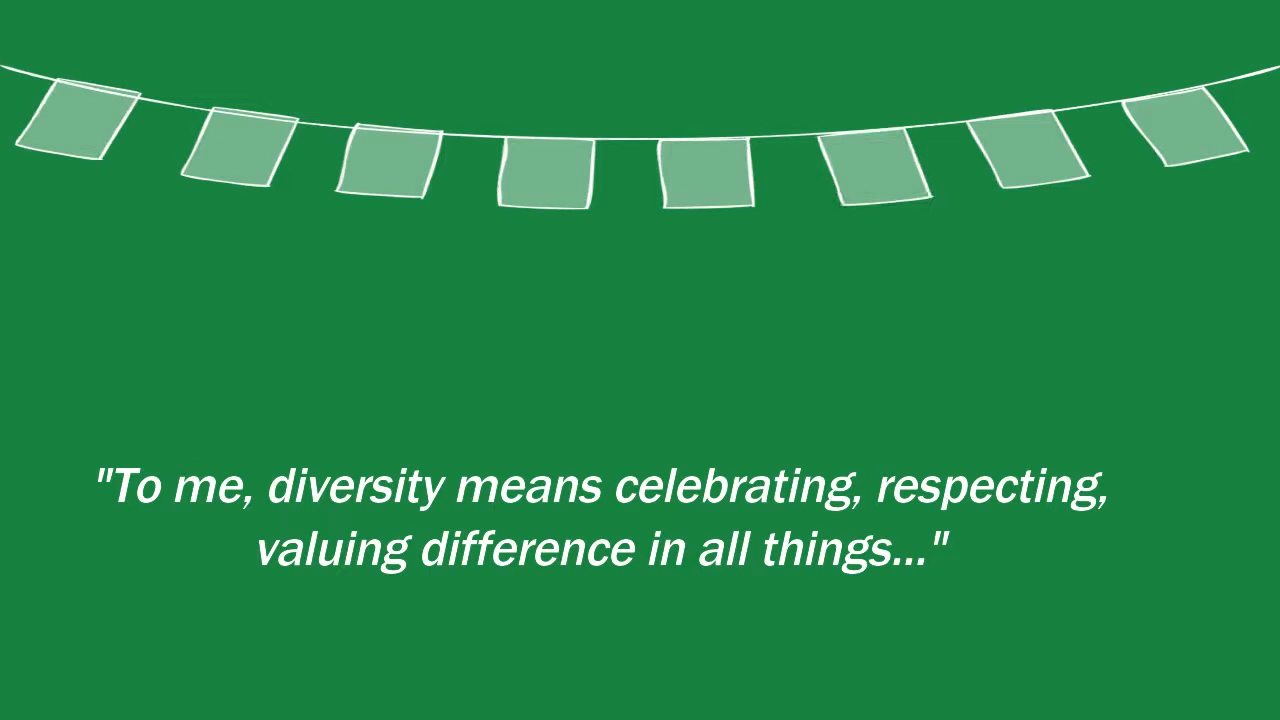 "To me, diversity means celebrating, respecting,
valuing difference in all things..."